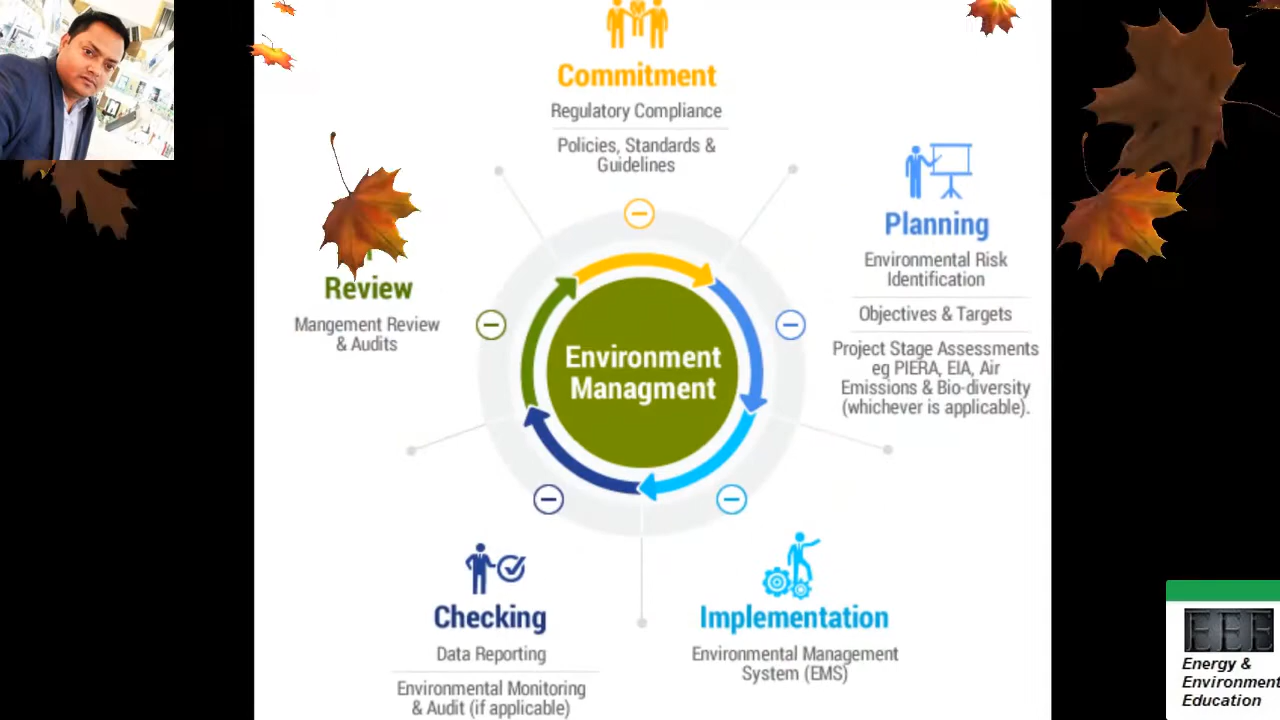 Commitment
Regulatory Compliance
Policies, Standards &
Guidelines
Planning
Environmental Risk
Identification
Objectives & Targets
Project Stage Assessments
eg PIERA, EIA, Air
Emissions & Bio-diversity
(whichever is applicable).
Review
Mangement Review
& Audits
Environment
Managment
Checking
Data Reporting
Environmental Monitoring
& Audit (if applicable)
Implementation
Environmental Management
System (EMS)
EEE
Energy &
Environment
Education